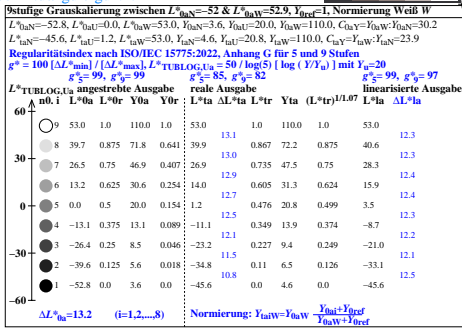 9stufige Grauskalierung zwischen L*0aN=−52 & L*0aW=52.9, Y0ref=1, Normierung Weiß W
L*0aN=−52.8, L*0aU=0.0, L*0aW=53.0, Y0aN=3.6, Y0aU=20.0, Y0aW=110.0, C0aY=Y0aW:Y0aN=30.2
L*taN=−45.6, L*taU=1.2, L*taW=53.0, YtaN=4.6, YtaU=20.8, YtaW=110.0, CtaY=YtaW:YtaN=23.9
Regularitätsindex nach ISO/IEC 15775:2022, Anhang G für 5 und 9 Stufen
g* = 100 [ΔL*min] / [ΔL*max], L*TUBLOG,Ua = 50 / log(5) [ log ( Y/Yu) ] mit Yu=20
g*5= 99, g*9= 99 g*5= 85, g*9= 82 g*5= 99, g*9= 97
L*TUBLOG,Ua angestrebte Ausgabe reale Ausgabe linearisierte Ausgabe
n0. i L*0a L*0r Y0a Y0r L*ta ΔL*ta L*tr Yta (L*tr)1/1.07 L*la ΔL*la
60
9 53.0 1.0 110.0 1.0 53.0 1.0 110.0 1.0 53.0
13.1 12.3
8 39.7 0.875 71.8 0.641 39.9 0.867 72.2 0.875 40.6
13.0 12.3
30
7 26.5 0.75 46.9 0.407 26.9 0.735 47.5 0.75 28.3
12.9 12.4
6 13.2 0.625 30.6 0.254 14.0 0.605 31.3 0.624 15.9
12.7 12.4
0 5 0.0 0.5 20.0 0.154 1.2 0.476 20.8 0.499 3.5
12.5 12.3
4 −13.1 0.375 13.1 0.089 −11.1 0.349 13.9 0.374 −8.7
12.1 12.2
−30 3 −26.4 0.25 8.5 0.046 −23.2 0.227 9.4 0.249 −21.0
11.5 12.1
2 −39.6 0.125 5.6 0.018 −34.8 0.11 6.5 0.126 −33.1
10.8 12.5
1 −52.8 0.0 3.6 0.0 −45.6 0.0 4.6 0.0 −45.6
−60
ΔL*0a=13.2 (i=1,2,...,8) Normierung: YtaiW=Y0aW Y0ai+Y0ref
Y0aW+Y0ref